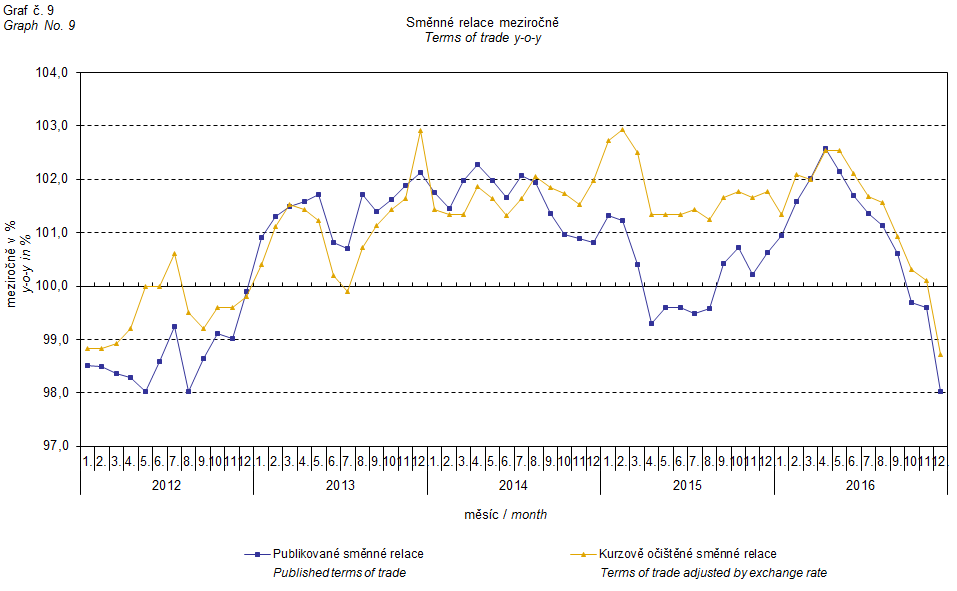 Graf č. 9
Graph No. 9
Směnné relace meziročně
Terms of trade y-o-y
104,0
103,0
102,0
101,0
100,0
99,0
98,0
97,0
meziročně v %
y-o-y in %
1. 2. 3. 4. 5. 6. 7. 8. 9. 10 11 12. 1. 2. 3. 4. 5. 6. 7. 8. 9. 10 11 12 1. 2. 3. 4. 5. 6. 7. 8. 9. 10 11 12 1. 2. 3. 4. 5. 6. 7. 8. 9. 10 11 12. 1. 2. 3. 4. 5. 6. 7. 8. 9. 10 11 12.
2012 2013 2014 2015 2016
měsíc / month
Publikované směnné relace Kurzově očištěné směnné relace
Published terms of trade Terms of trade adjusted by exchange rate